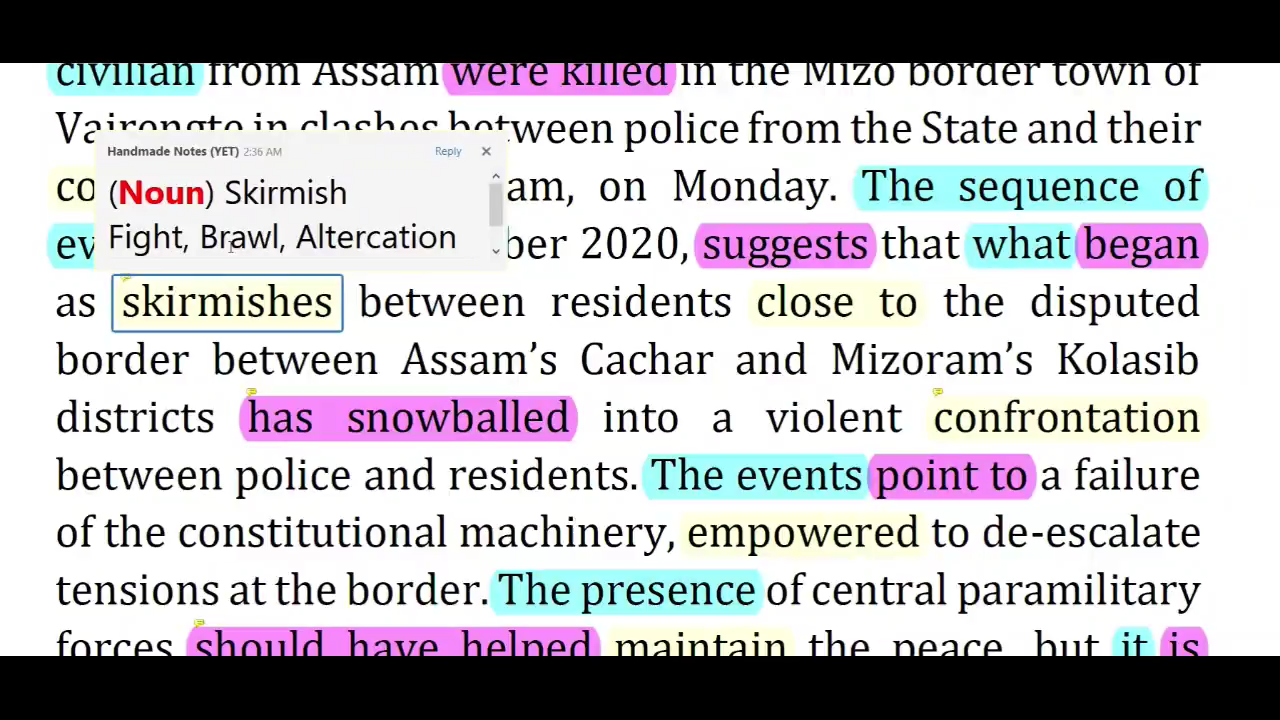 civilian from Assam were killed in the Mizo border town of
Vairengte in clashes between police from the State and their
Handmade Notes (YET) 2:36 AM Reply
(Noun) Skirmish
Fight, Brawl, Altercation
co am, on Monday. The sequence of
ev ber 2020, suggests that what began
as skirmishes between residents close to the disputed
border between Assam’s Cachar and Mizoram’s Kolasib
districts has snowballed into a violent confrontation
between police and residents. The events point to a failure
of the constitutional machinery, empowered to de-escalate
tensions at the border. The presence of central paramilitary
forces should have helped maintain the peace, but it is